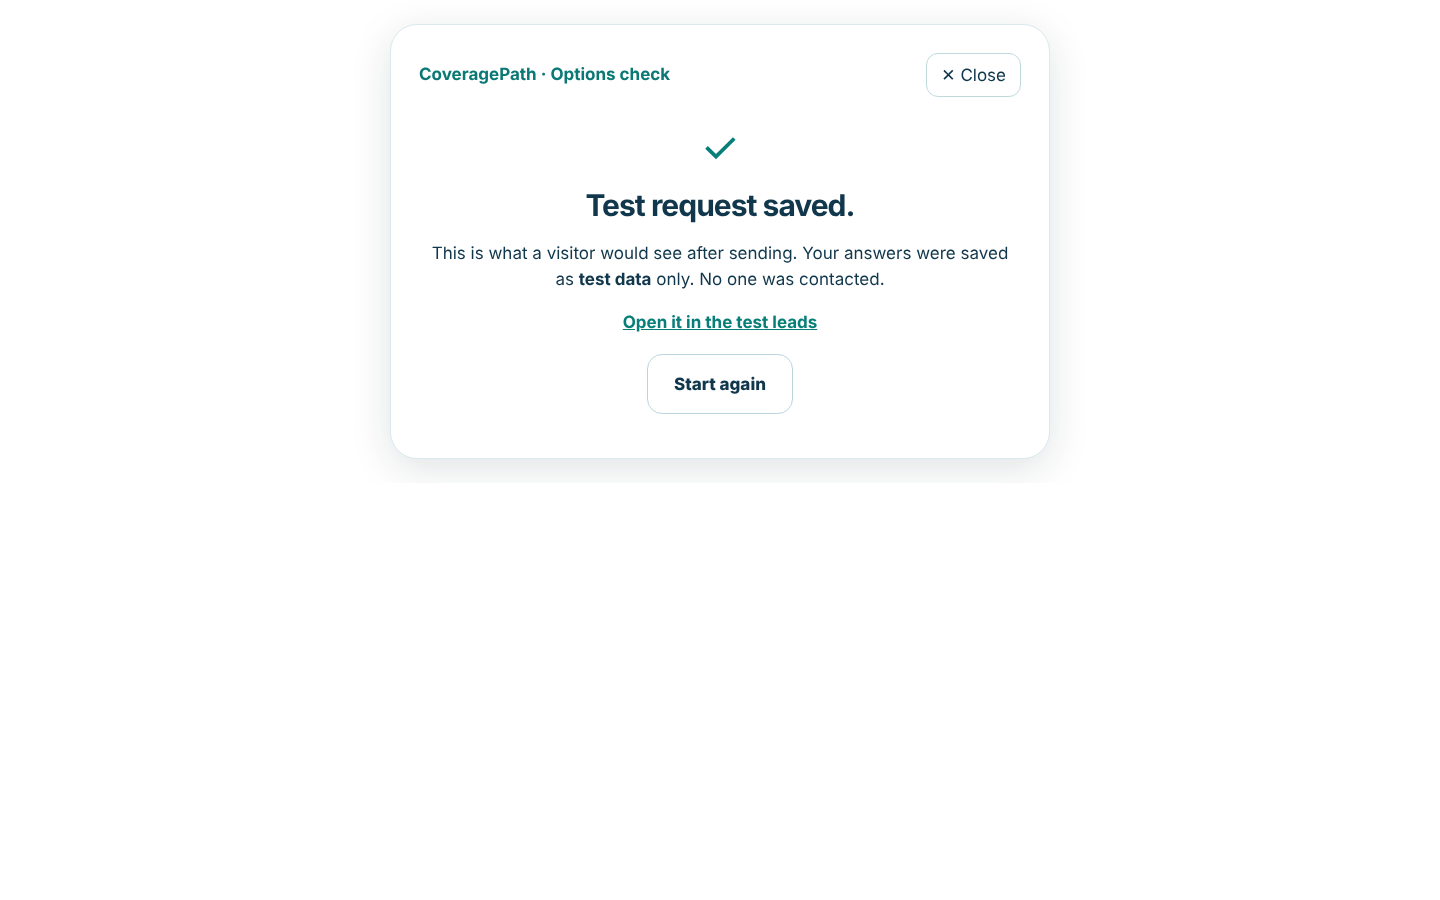 CoveragePath · Options check
✕ Close
Test request saved.
This is what a visitor would see after sending. Your answers were saved
as test data only. No one was contacted.
Open it in the test leads
Start again